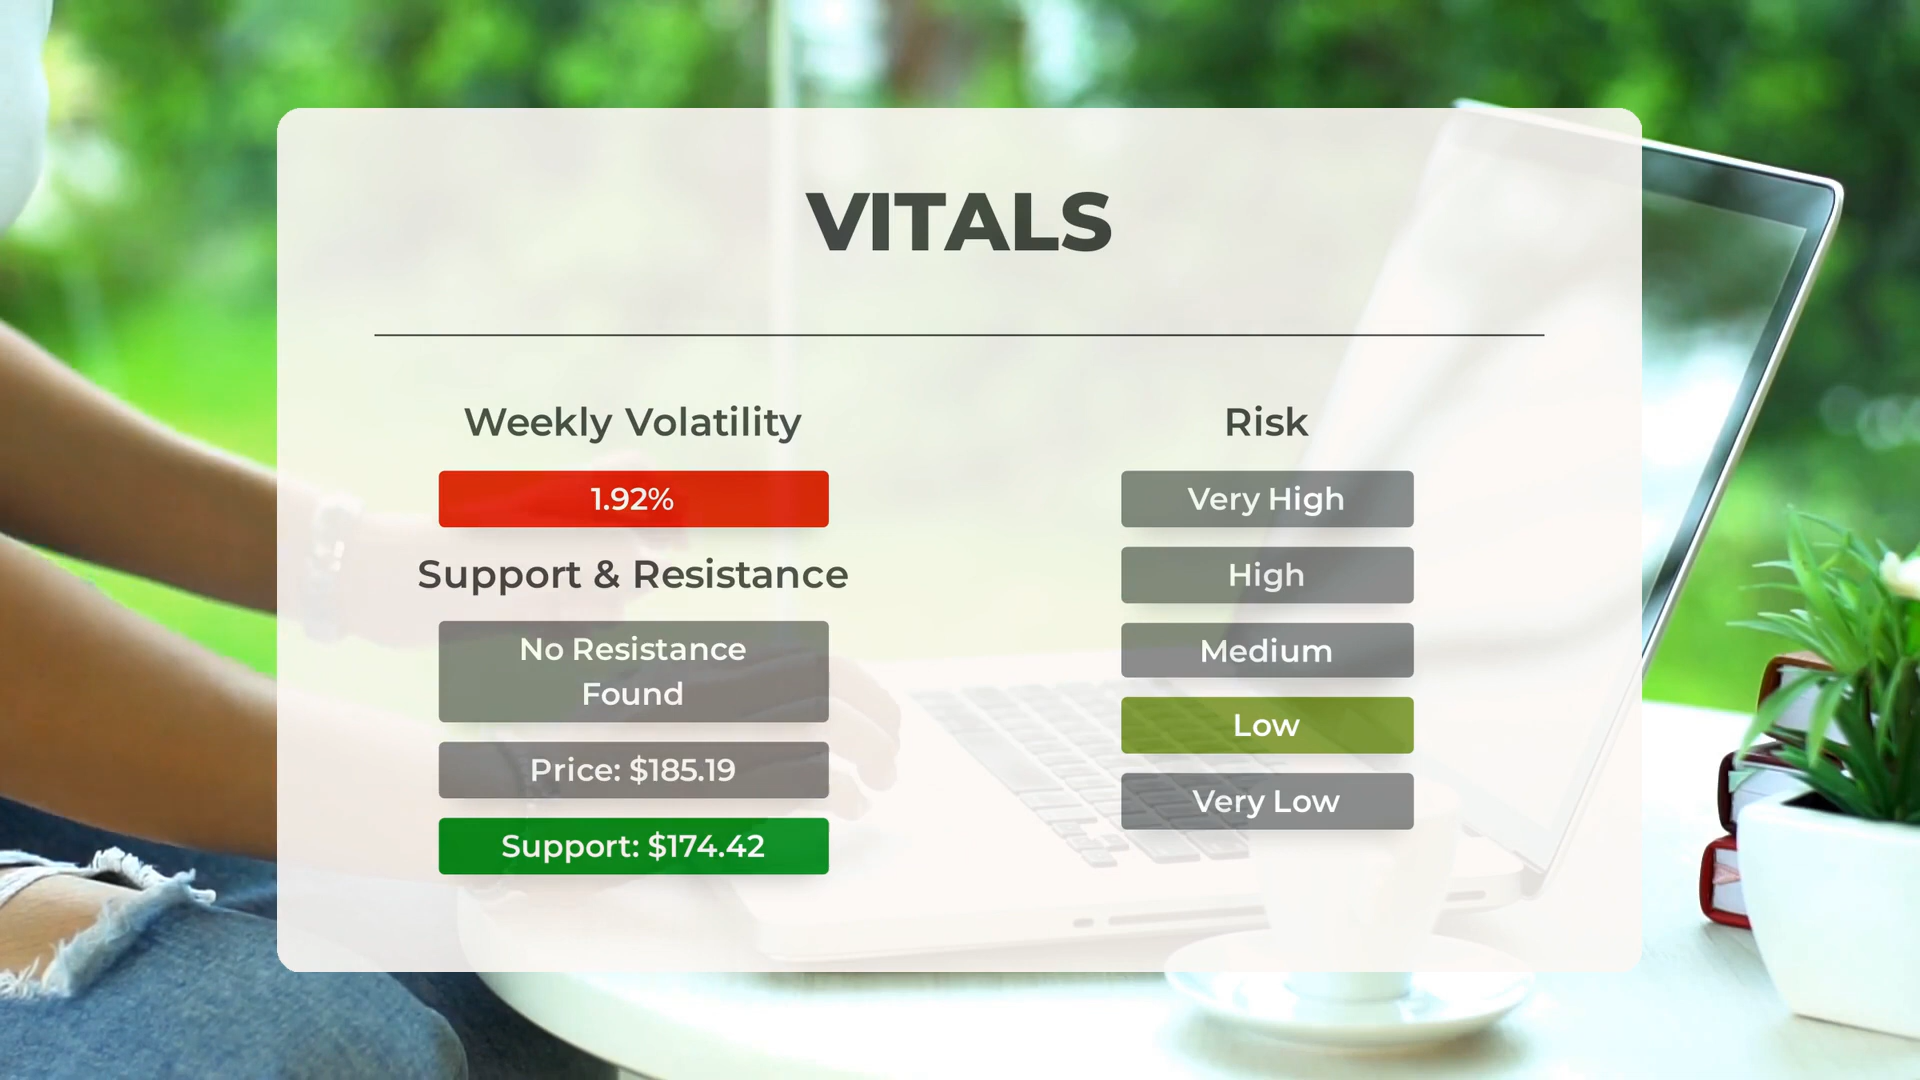 VITALS
Weekly Volatility
1.92%
Support & Resistance
No Resistance
Found
Price: $185.19
Support: $174.42
Risk
Very High
High
Medium
Low
Very Low